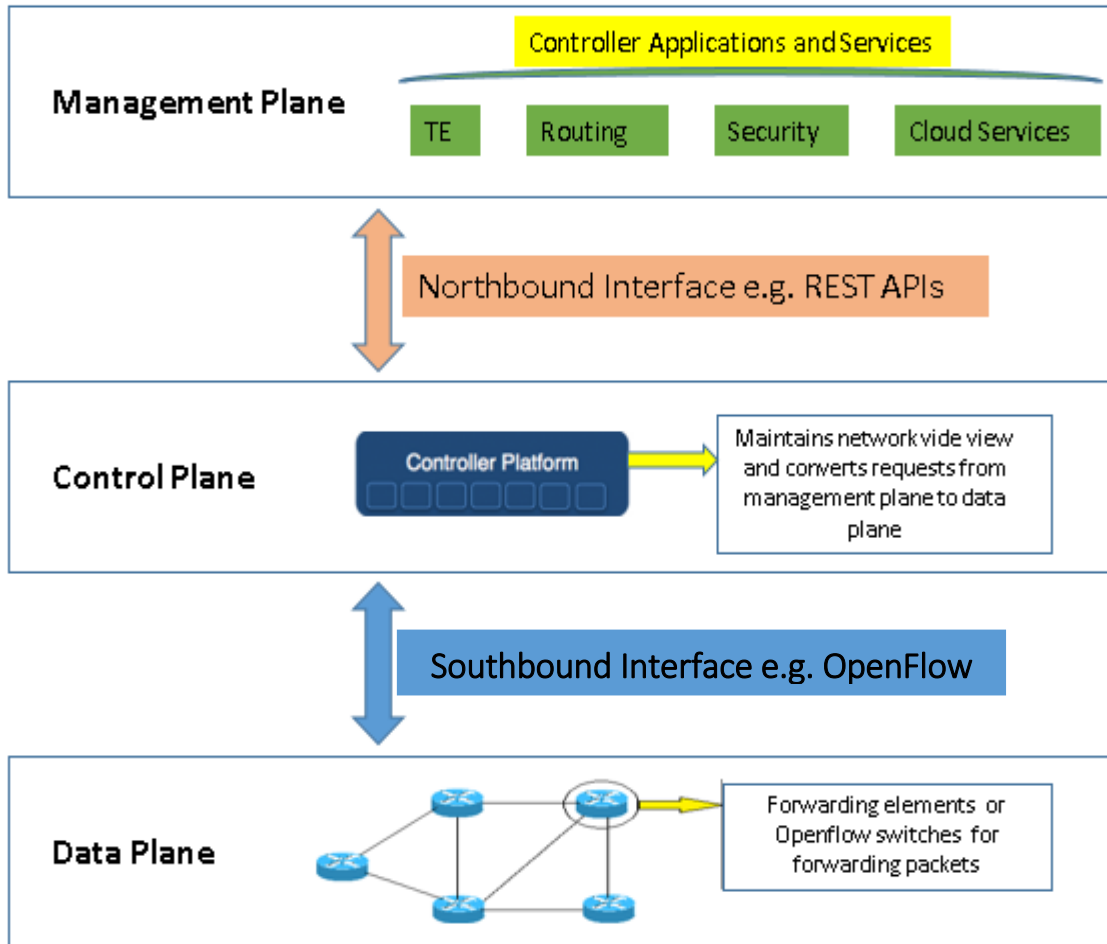 Controller Applications and Services
Management Plane
TE
Routing
Security
Cloud Services
Northbound Interface e.g. REST APIs
Control Plane
Controller Platform
Maintains network vide view
and converts requests from
management plane to data
plane
Southbound Interface e.g. OpenFlow
Data Plane
Forwarding elements or
Openflow switches for
forwarding packets